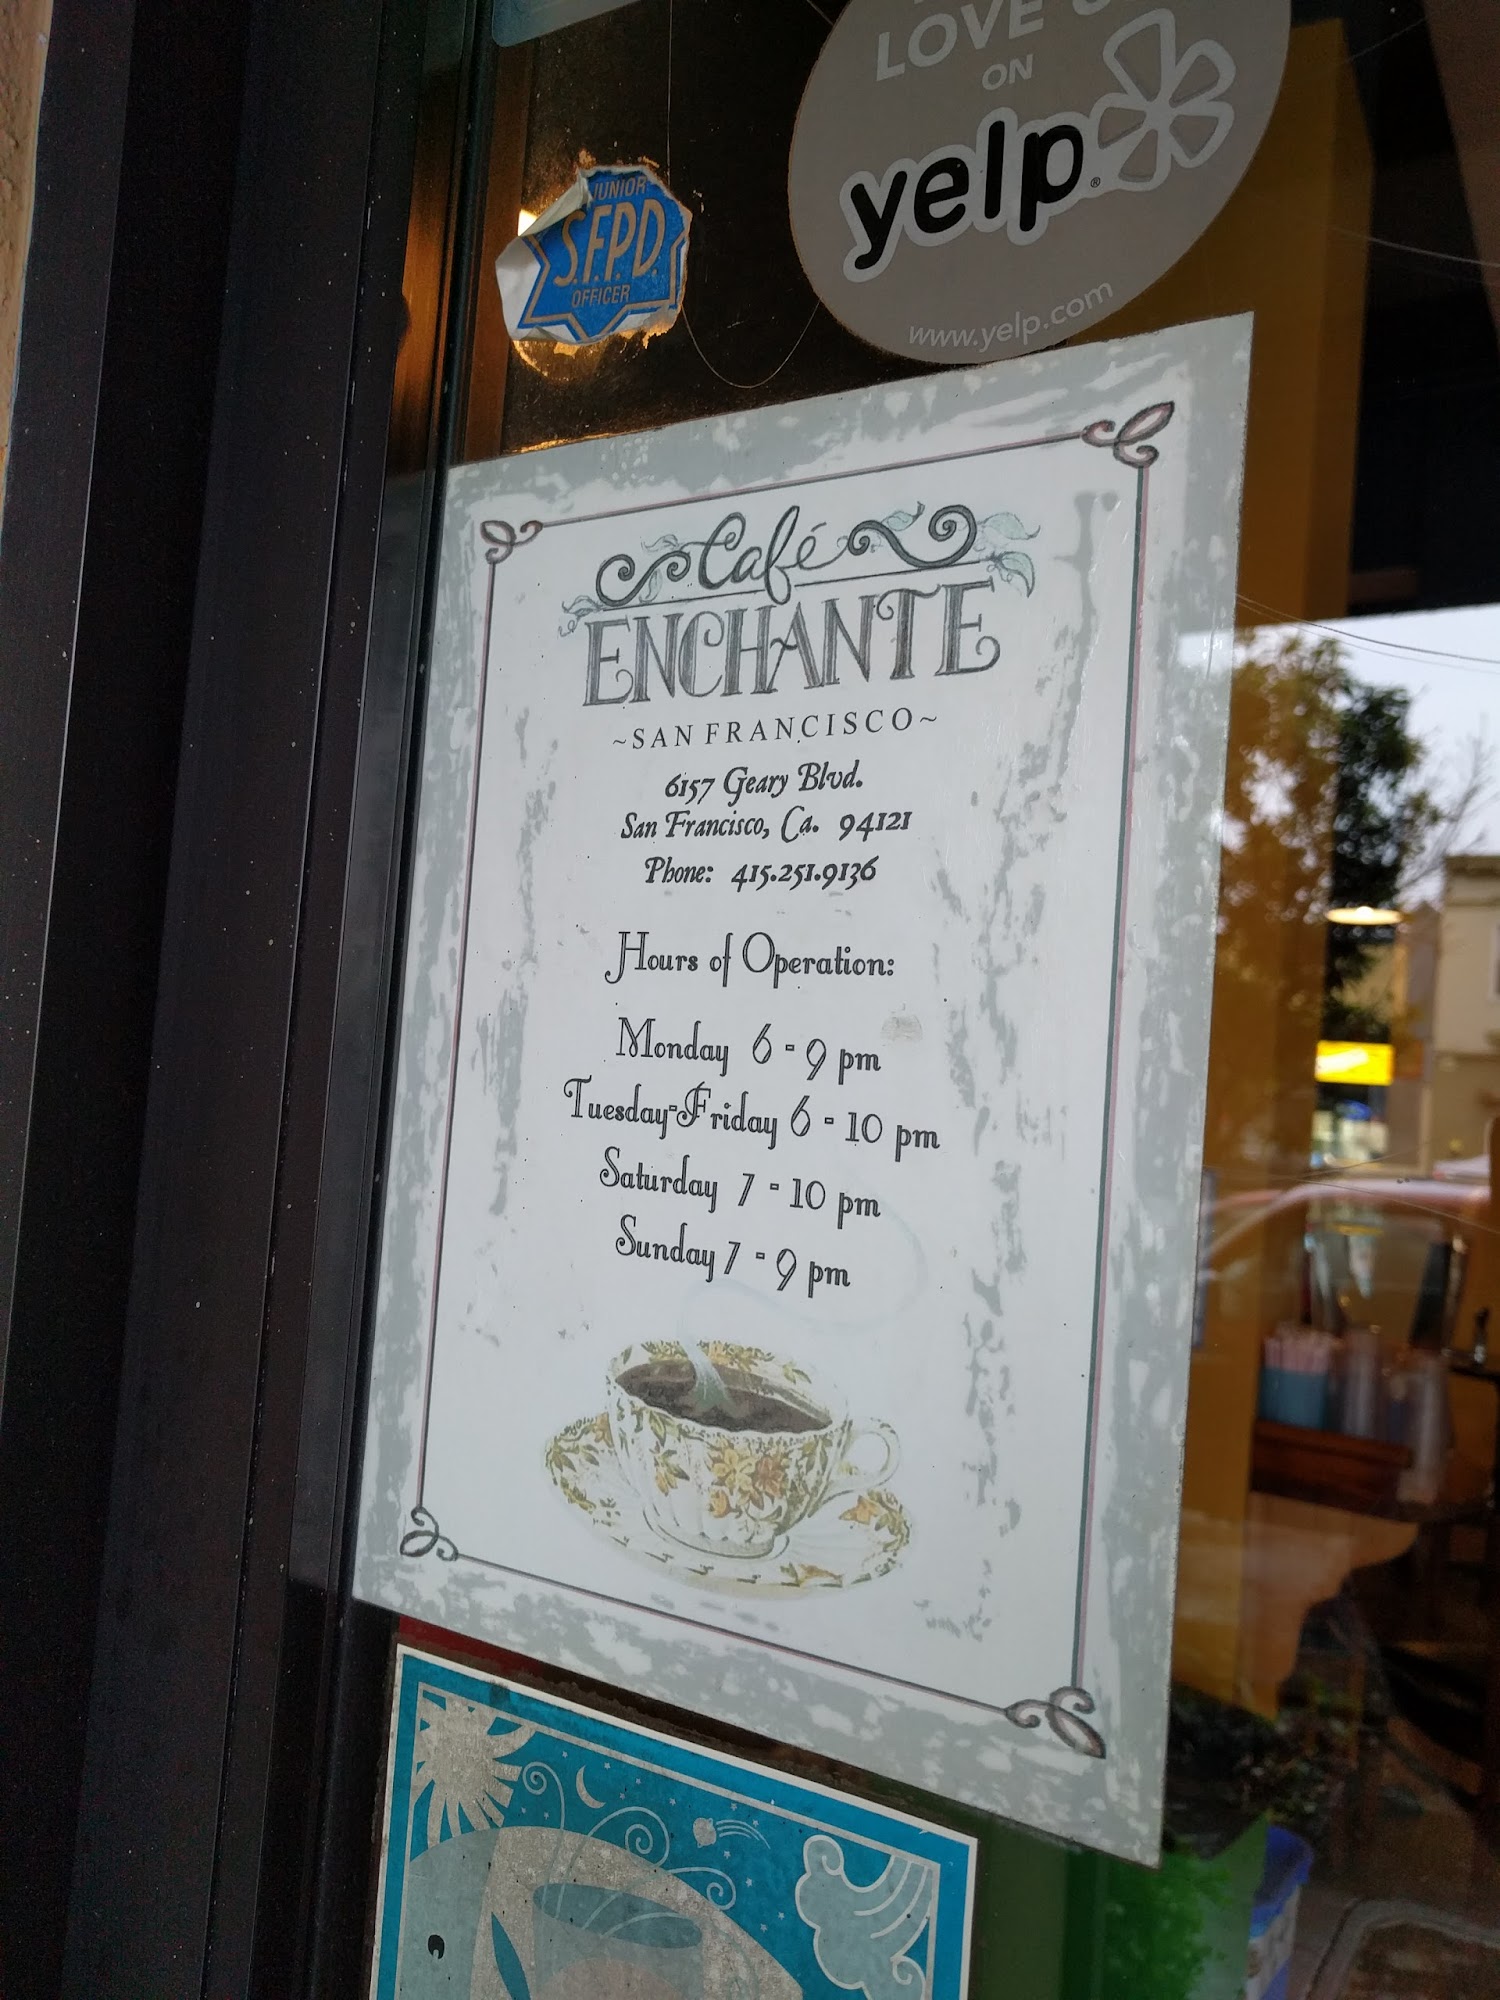 LOVE
ON
yelp®
www.yelp.com
JUNIOR
S.F.P.D.
OFFICER
Café
ENCHANTE
~SAN FRANCISCO~
6157 Geary Blvd.
San Francisco, Ca. 94121
Phone: 415.251.9136
Hours of Operation:
Monday 6 - 9 pm
Tuesday-Friday 6 - 10 pm
Saturday 7 - 10 pm
Sunday 7 - 9 pm